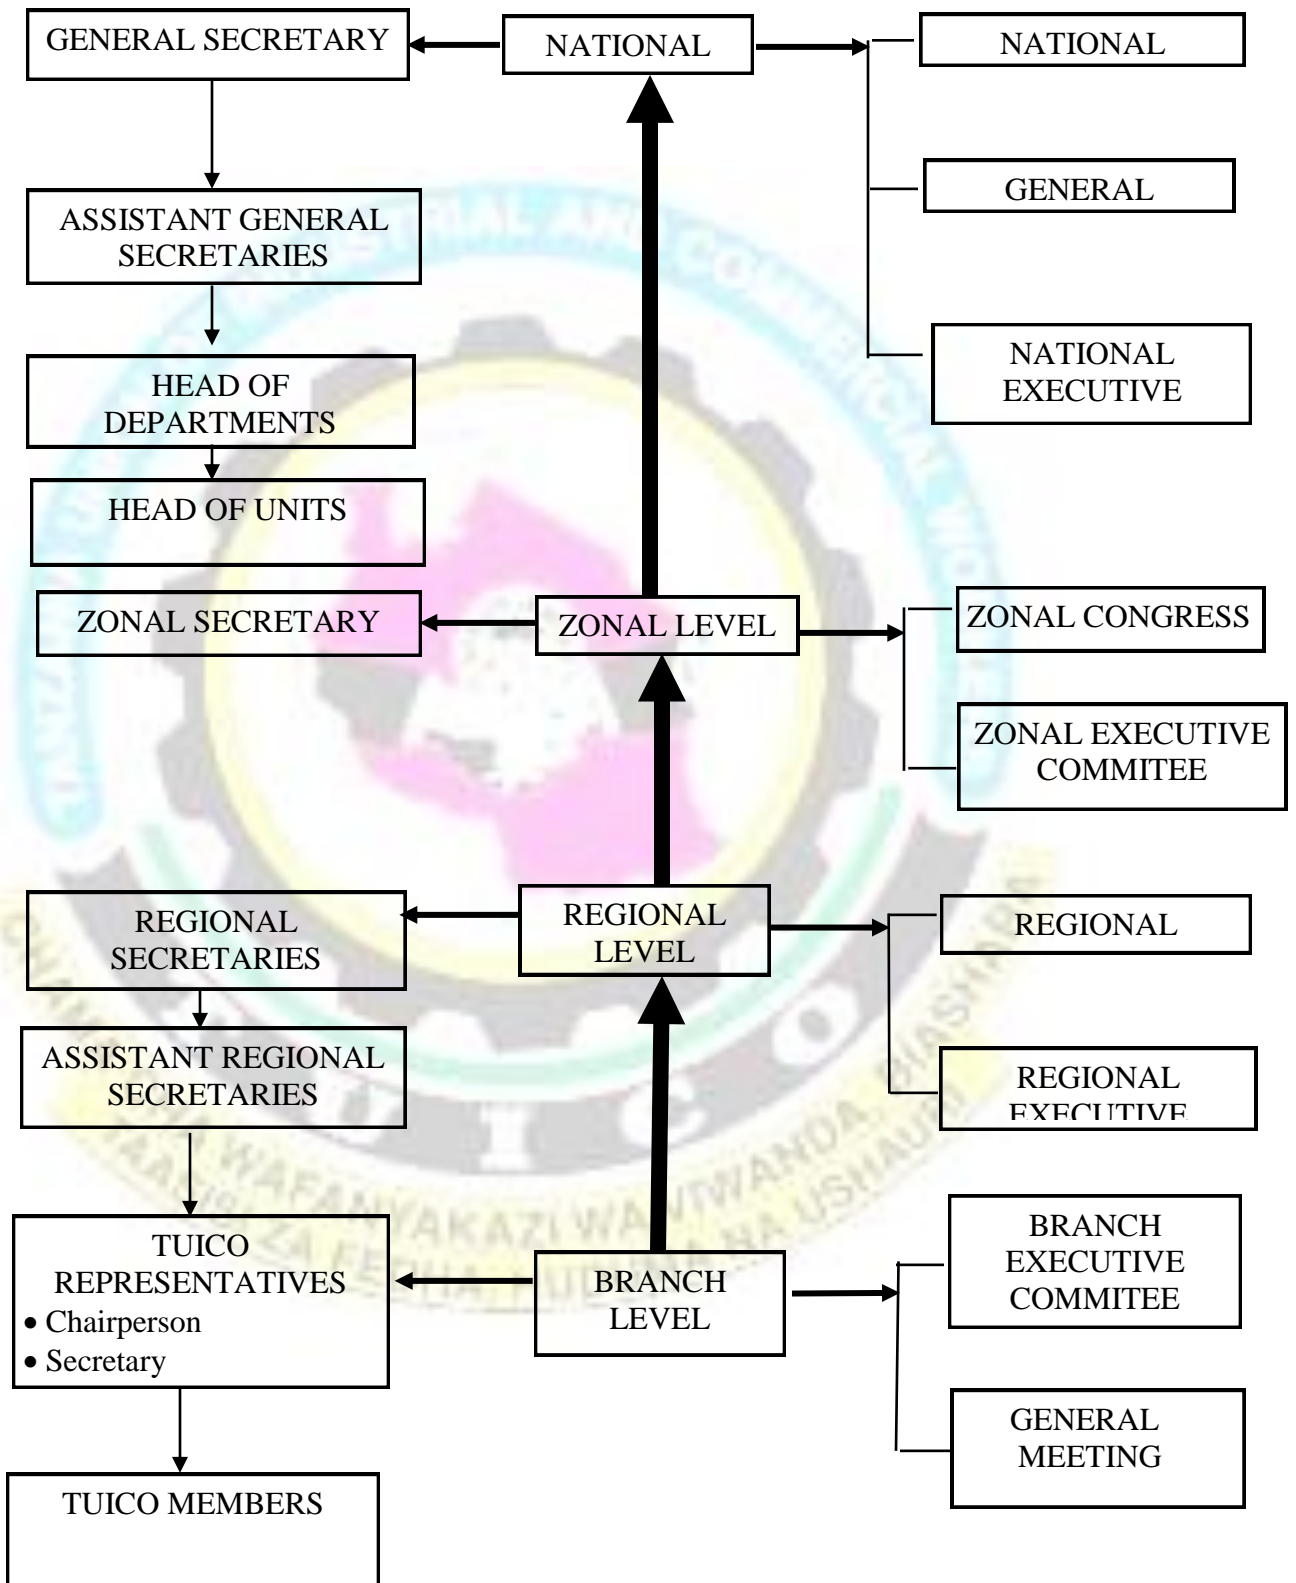 GENERAL SECRETARY
NATIONAL
NATIONAL
GENERAL
ASSISTANT GENERAL
SECRETARIES
NATIONAL
EXECUTIVE
HEAD OF
DEPARTMENTS
HEAD OF UNITS
ZONAL SECRETARY
ZONAL LEVEL
ZONAL CONGRESS
ZONAL EXECUTIVE
COMMITEE
REGIONAL
SECRETARIES
REGIONAL
LEVEL
REGIONAL
ASSISTANT REGIONAL
SECRETARIES
REGIONAL
EXECUTIVE
TUICO
REPRESENTATIVES
• Chairperson
• Secretary
BRANCH
LEVEL
BRANCH
EXECUTIVE
COMMITEE
GENERAL
MEETING
TUICO MEMBERS